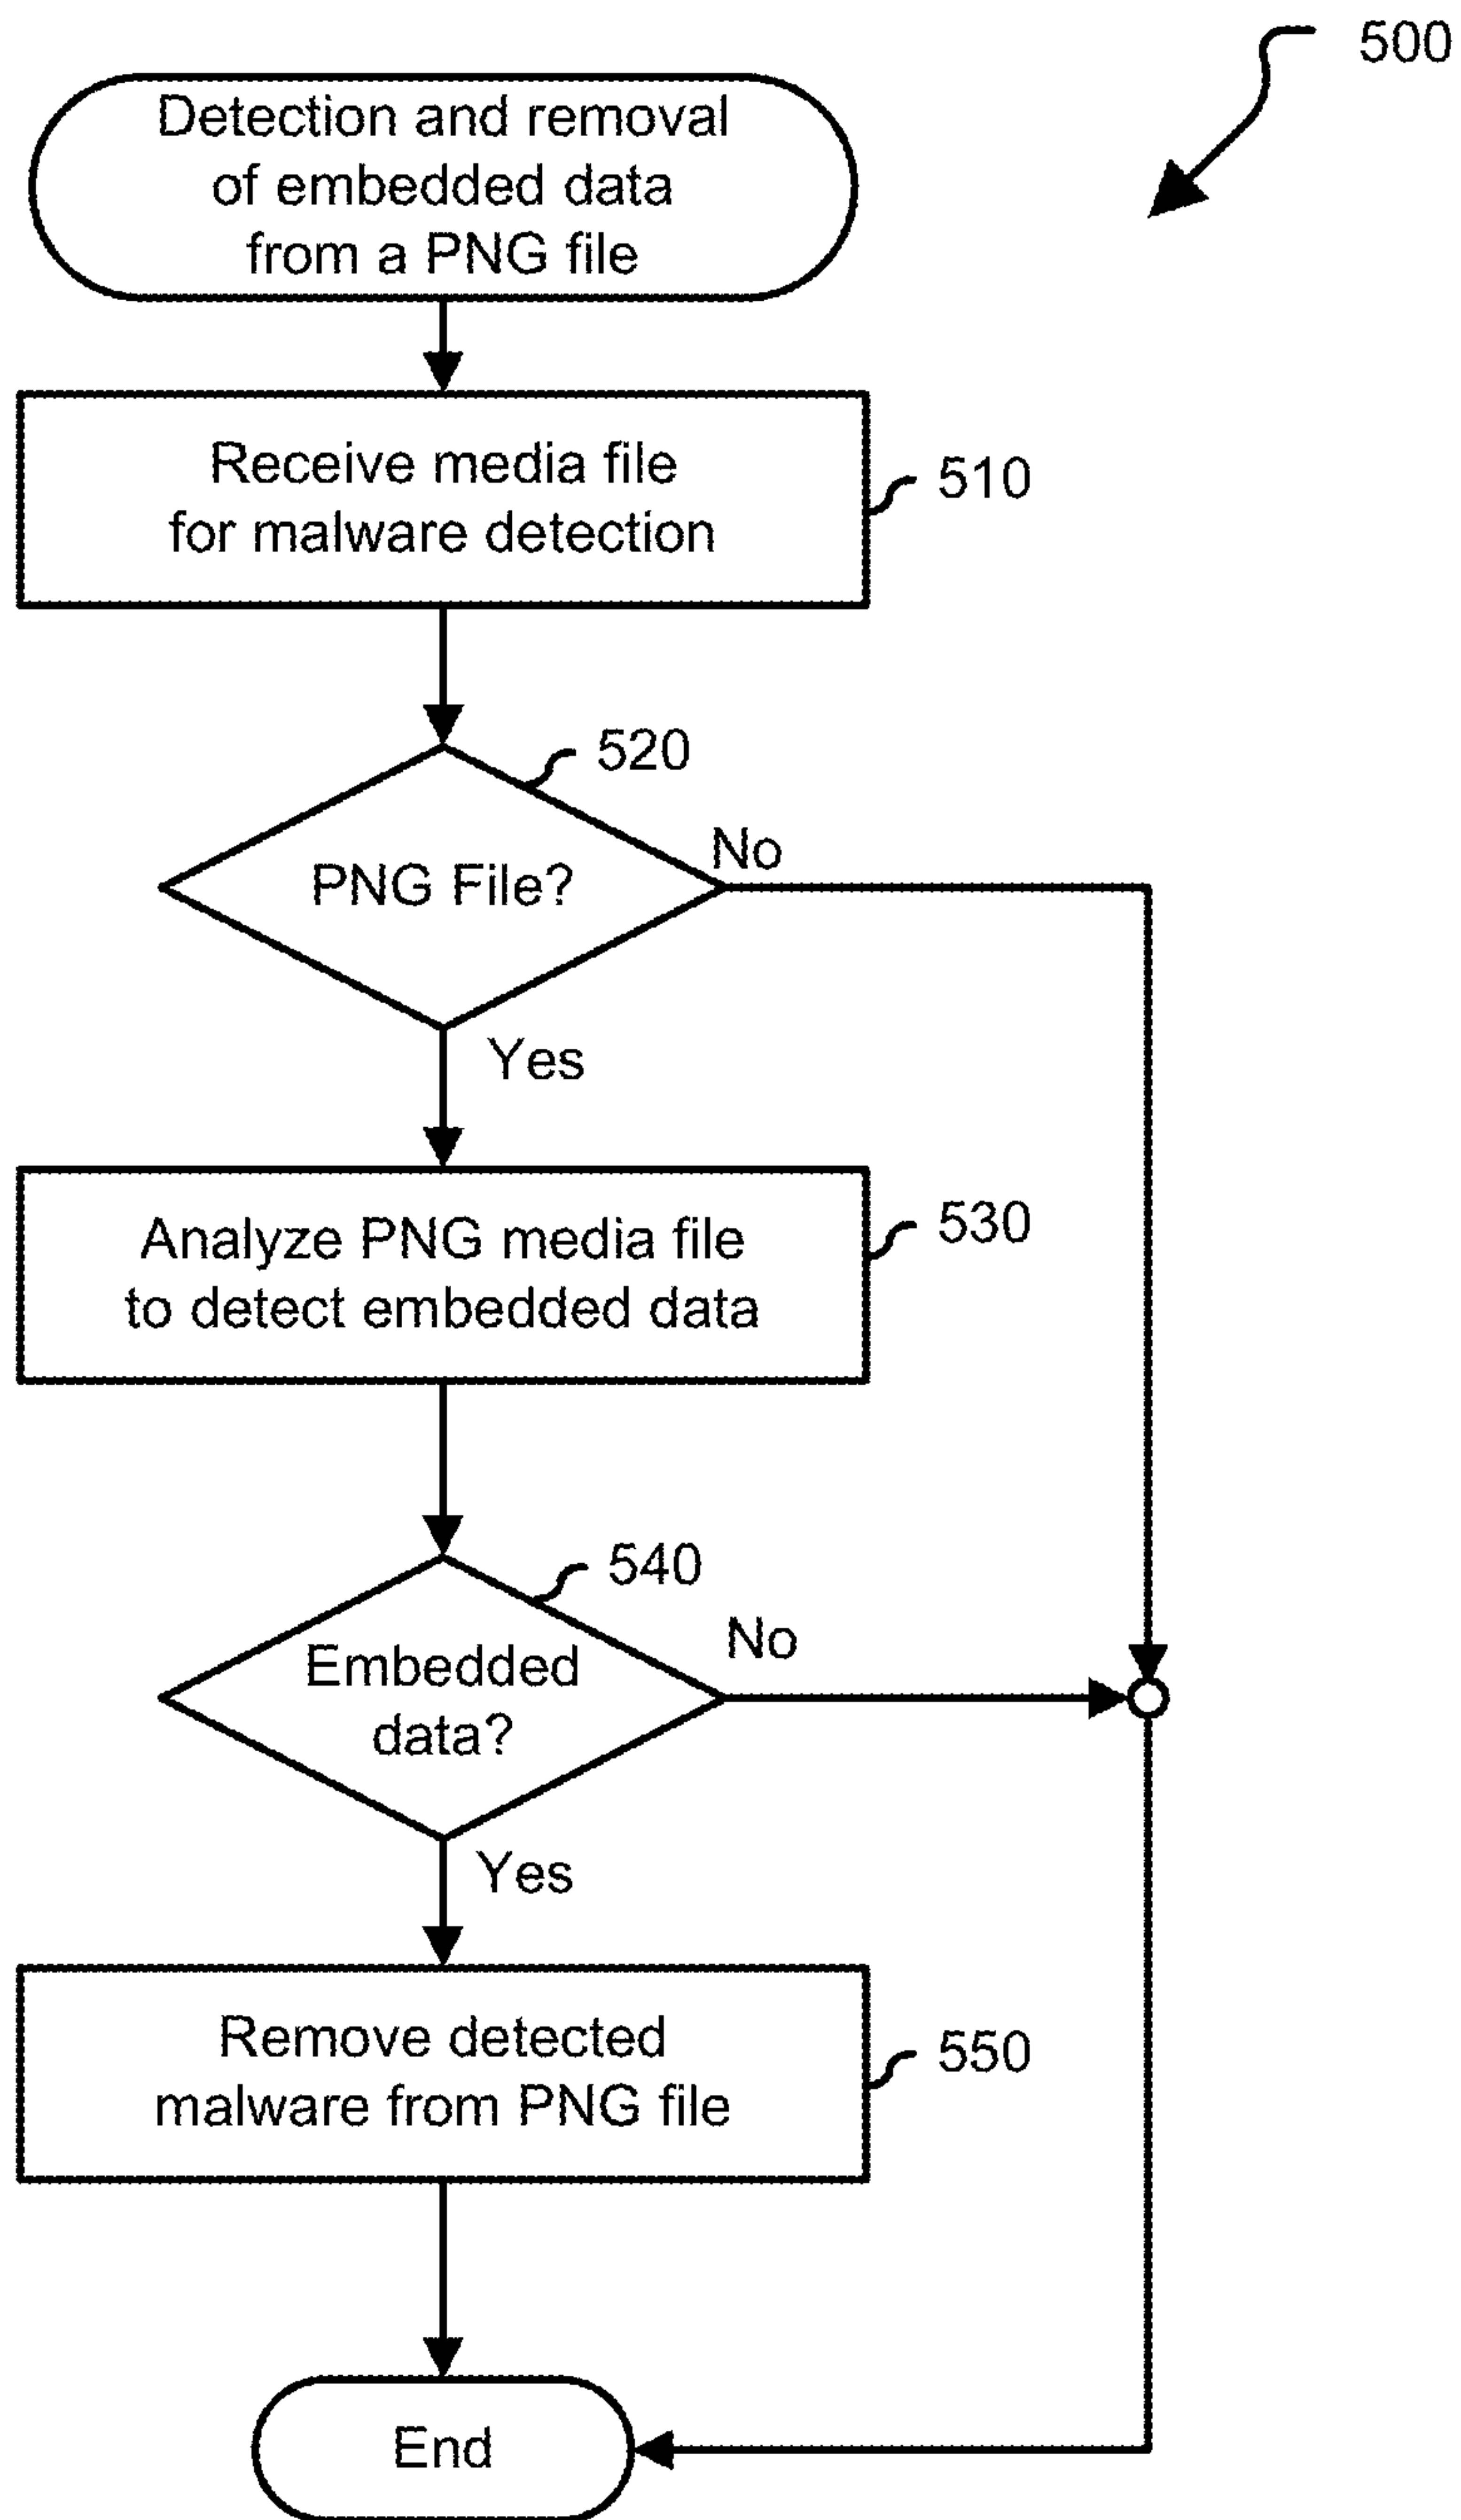 500
Detection and removal
of embedded data
from a PNG file
Receive media file
for malware detection
510
520
PNG File?
No
Yes
Analyze PNG media file
to detect embedded data
530
540
Embedded
data?
No
Yes
Remove detected
malware from PNG file
550
End